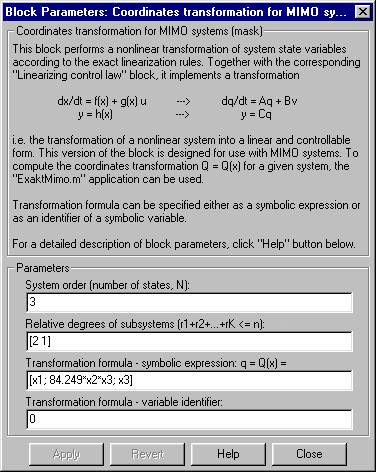 Block Parameters: Coordinates transformation for MIMO sy...
Coordinates transformation for MIMO systems (mask)
This block performs a nonlinear transformation of system state variables
according to the exact linearization rules. Together with the corresponding
"Linearizing control law" block, it implements a transformation
dx/dt = f(x) + g(x) u ---> dq/dt = Aq + Bv
y = h(x) ---> y = Cq
i.e. the transformation of a nonlinear system into a linear and controllable
form. This version of the block is designed for use with MIMO systems. To
compute the coordinates transformation Q = Q(x) for a given system, the
"ExaktMimo.m" application can be used.
Transformation formula can be specified either as a symbolic expression or
as an identifier of a symbolic variable.
For a detailed description of block parameters, click "Help" button below.
Parameters
System order (number of states, N):
3
Relative degrees of subsystems (r1+r2+...+rK <= n):
[2 1]
Transformation formula - symbolic expression: q = Q(x) =
[x1; 84.249*x2*x3; x3]
Transformation formula - variable identifier:
0
Apply Revert Help Close